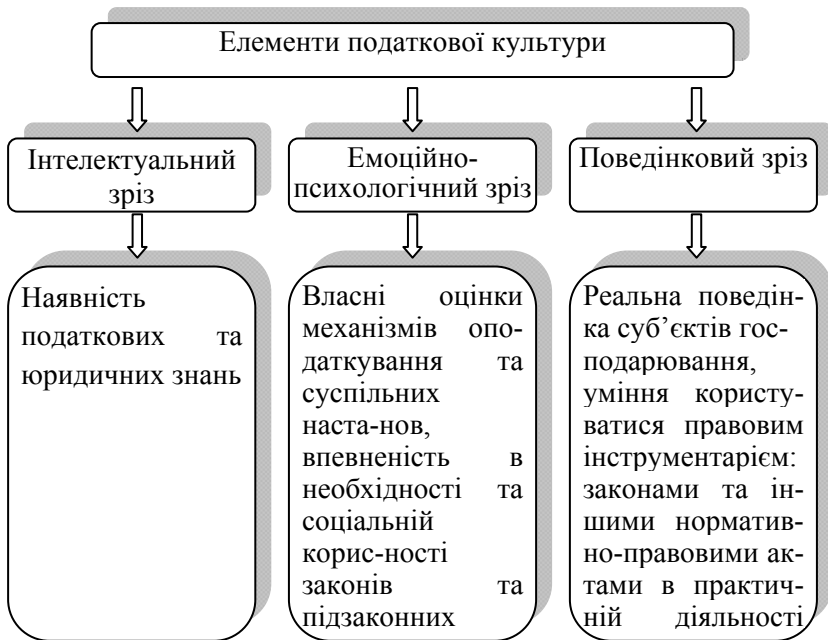 Елементи податкової культури
Інтелектуальний
зріз
Емоційно-
психологічний зріз
Поведінковий зріз
Наявність
податкових та
юридичних знань
Власні оцінки
механізмів опо-
даткування та
суспільних
наста-нов,
впевненість в
необхідності та
соціальній
корис-ності
законів та
підзаконних
Реальна поведін-
ка суб’єктів гос-
подарювання,
уміння користу-
ватися правовим
інструментарієм:
законами та ін-
шими норматив-
но-правовими ак-
тами в практич-
ній діяльності